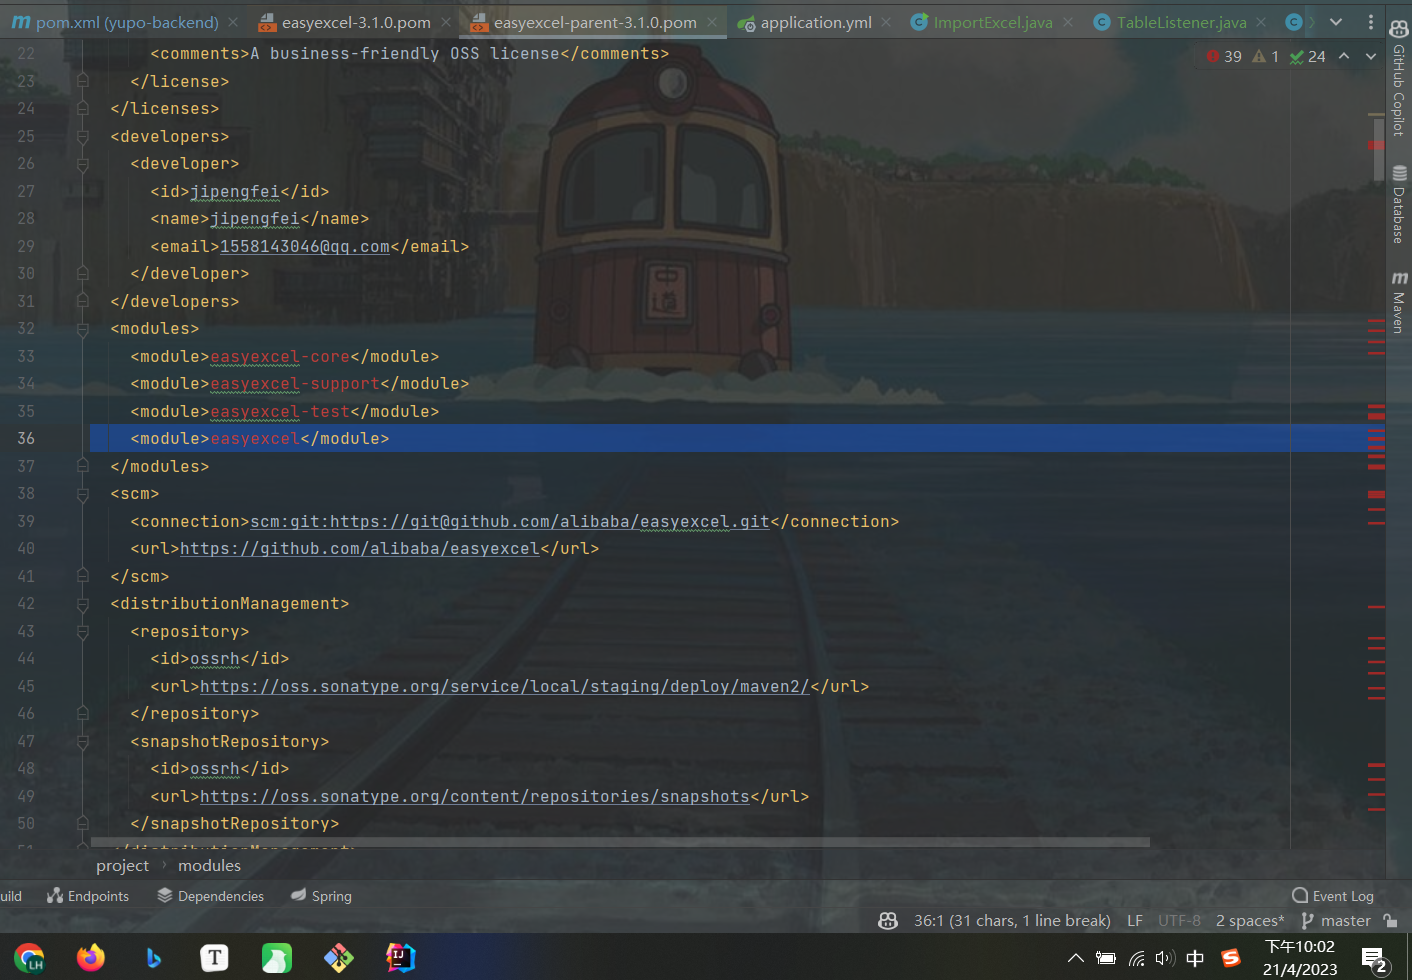 pom.xml (yupo-backend)
easyexcel-3.1.0.pom
easyexcel-parent-3.1.0.pom
application.yml
ImportExcel.java
TableListener.java
39 1 24
22 <comments>A business-friendly OSS license</comments>
23 </license>
24 </licenses>
25 <developers>
26 <developer>
27 <id>jipengfei</id>
28 <name>jipengfei</name>
29 <email>1558143046@qq.com</email>
30 </developer>
31 </developers>
32 <modules>
33 <module>easyexcel-core</module>
34 <module>easyexcel-support</module>
35 <module>easyexcel-test</module>
36 <module>easyexcel</module>
37 </modules>
38 <scm>
39 <connection>scm:git:https://git@github.com/alibaba/easyexcel.git</connection>
40 <url>https://github.com/alibaba/easyexcel</url>
41 </scm>
42 <distributionManagement>
43 <repository>
44 <id>ossrh</id>
45 <url>https://oss.sonatype.org/service/local/staging/deploy/maven2/</url>
46 </repository>
47 <snapshotRepository>
48 <id>ossrh</id>
49 <url>https://oss.sonatype.org/content/repositories/snapshots</url>
50 </snapshotRepository>
51 </distributionManagement>
中道
GitHub Copilot
Database
Maven
project
modules
uild
Endpoints
Dependencies
Spring
Event Log
36:1 (31 chars, 1 line break)
LF
UTF-8
2 spaces*
master
LH
T
IJ
中
S
下午10:02
21/4/2023
2